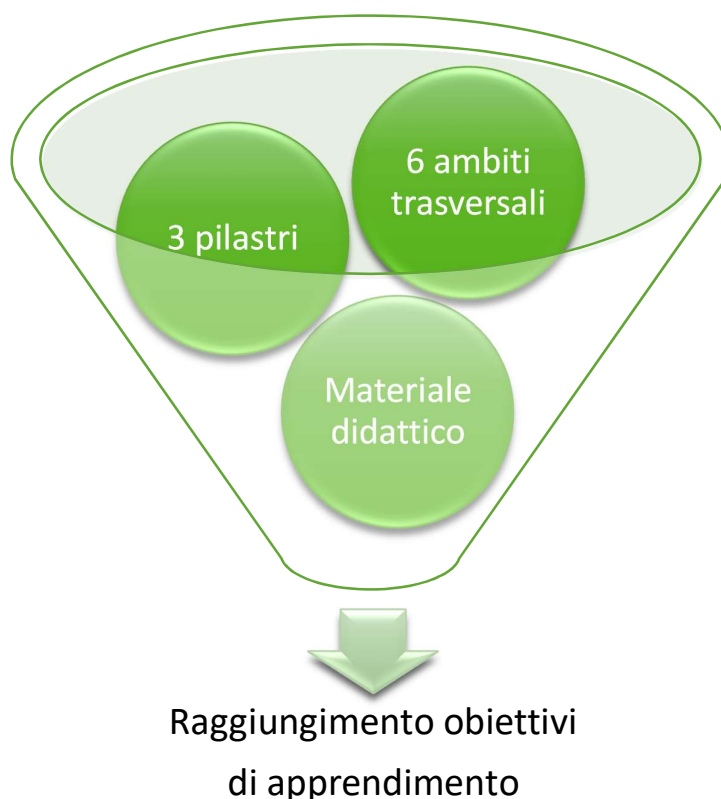 6 ambiti
trasversali
3 pilastri
Materiale
didattico
Raggiungimento obiettivi
di apprendimento